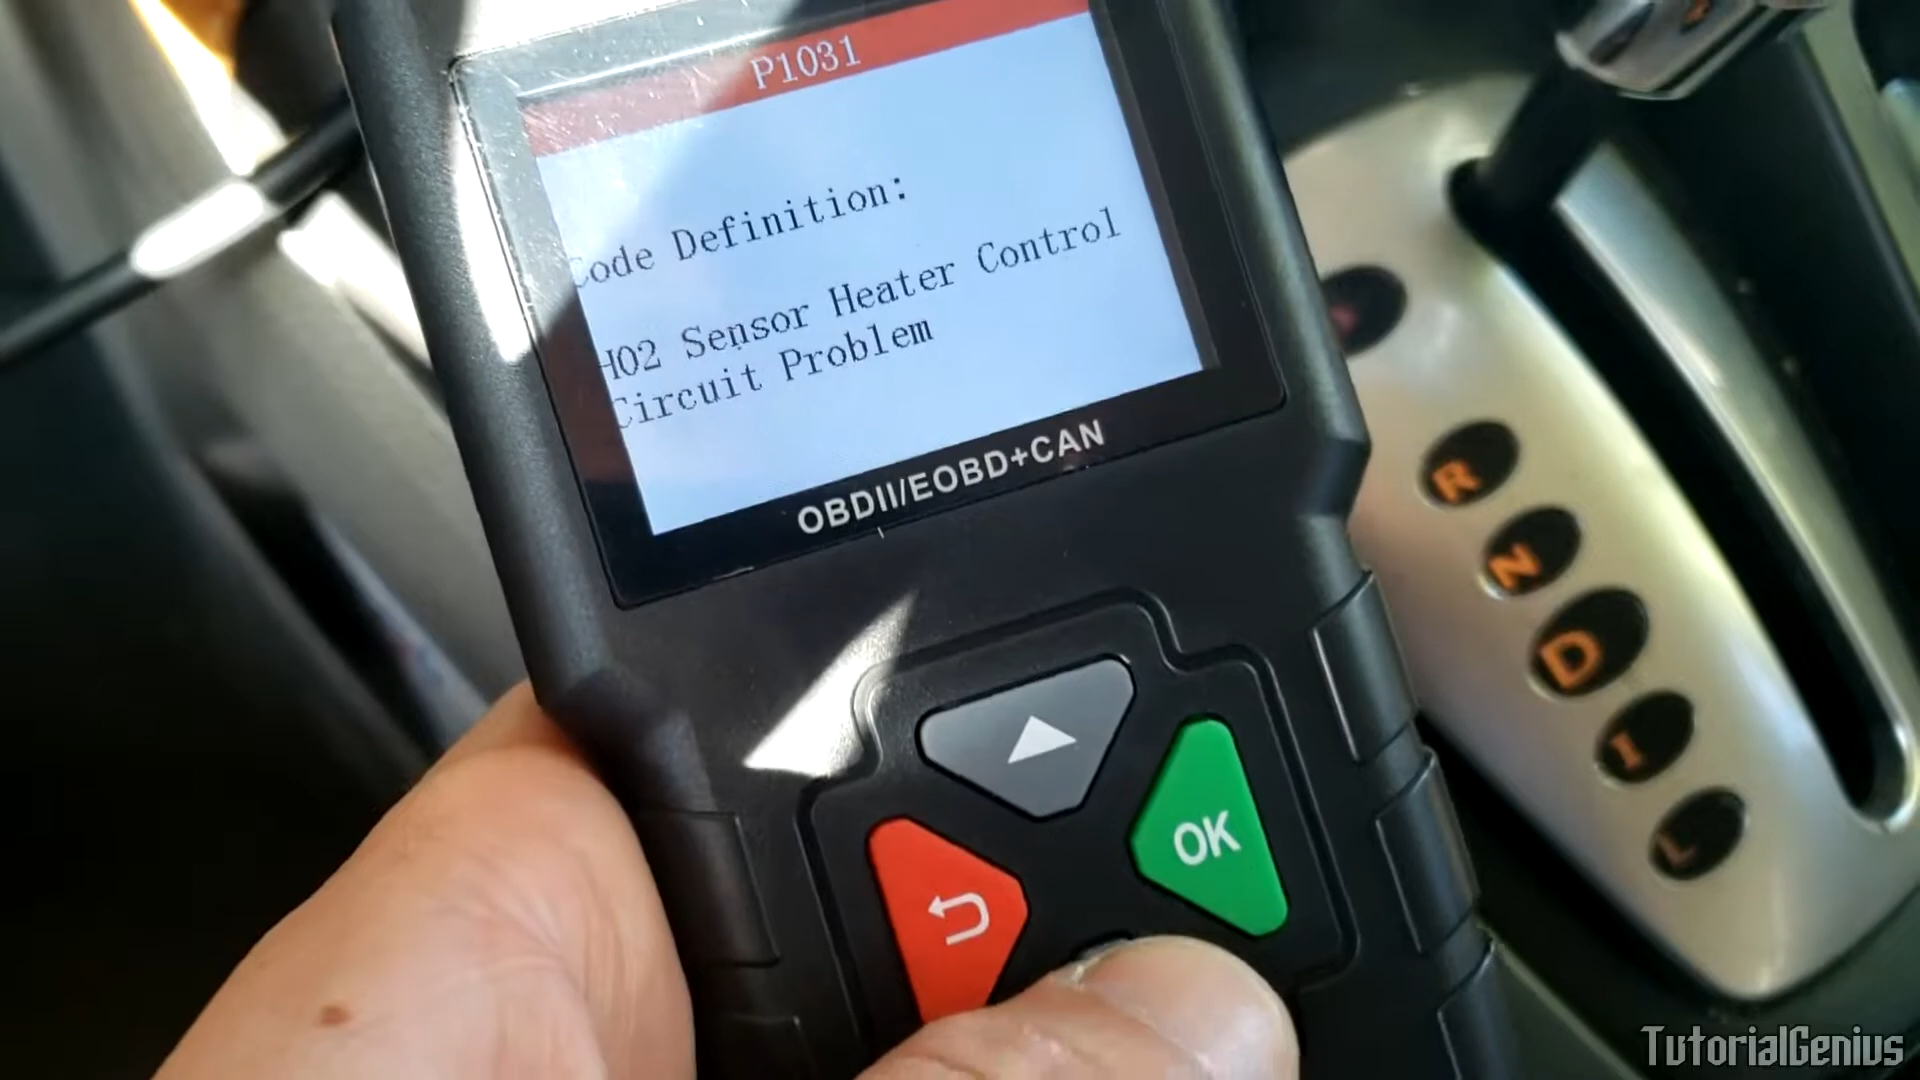 P1031
Code Definition:
HO2 Sensor Heater Control
Circuit Problem
OBDII/EOBD+CAN
OK
R
N
D
I
L
TutorialGenius